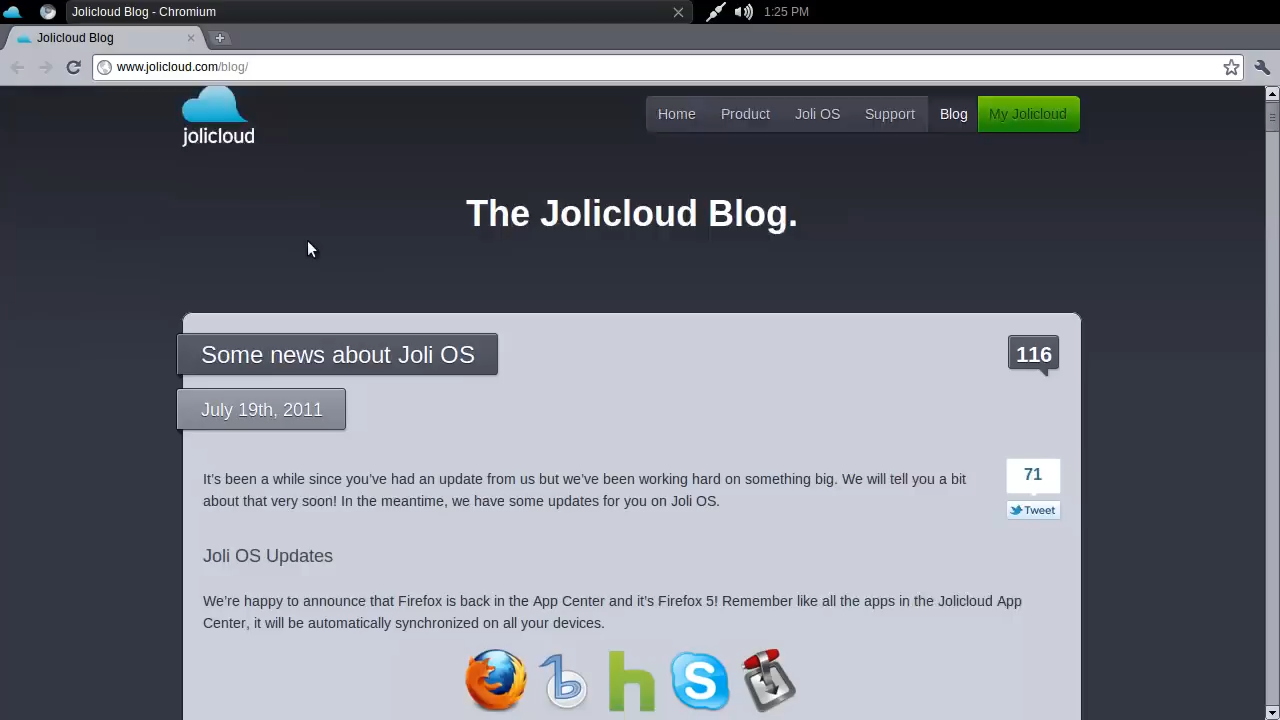 Jolicloud Blog - Chromium
1:25 PM
Jolicloud Blog
www.jolicloud.com/blog/
jolicloud
Home Product Joli OS Support Blog My Jolicloud
The Jolicloud Blog.
Some news about Joli OS
116
July 19th, 2011
It's been a while since you've had an update from us but we've been working hard on something big. We will tell you a bit
about that very soon! In the meantime, we have some updates for you on Joli OS.
71
Tweet
Joli OS Updates
We're happy to announce that Firefox is back in the App Center and it's Firefox 5! Remember like all the apps in the Jolicloud App
Center, it will be automatically synchronized on all your devices.